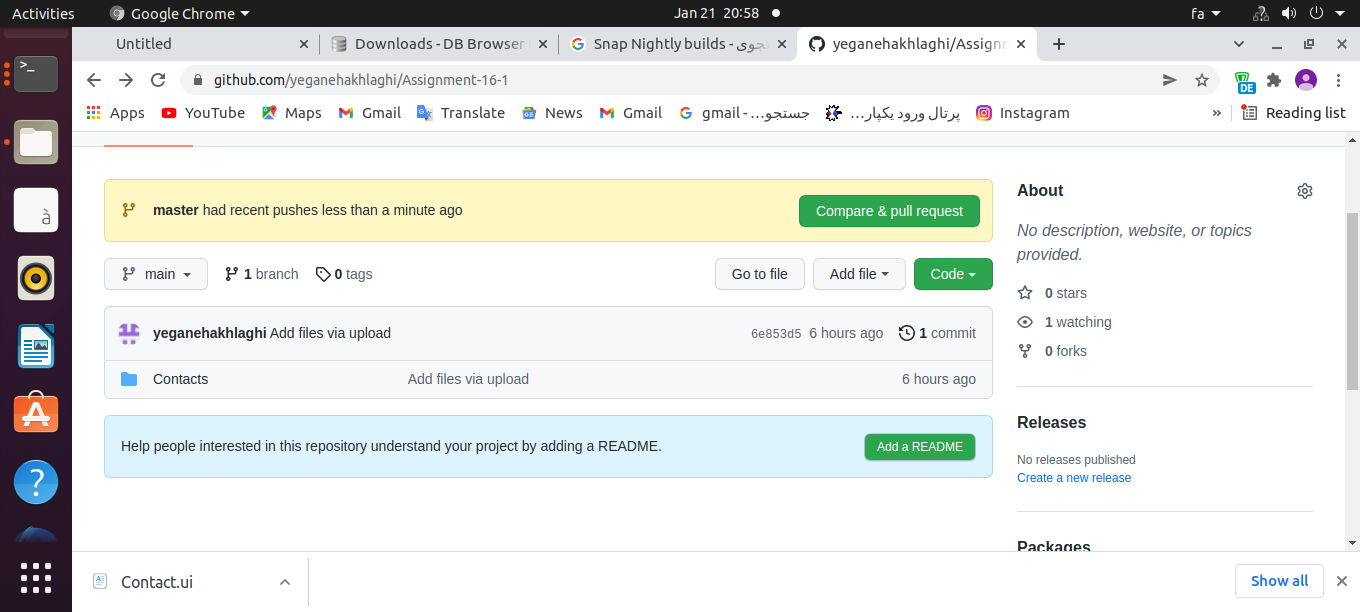 Activities Google Chrome Jan 21 20:58 fa
Untitled Downloads - DB Browser Snap Nightly builds - جوی yeganehakhlaghi/Assignm
github.com/yeganehakhlaghi/Assignment-16-1
DE
Apps YouTube Maps Gmail Translate News Gmail gmail - جستجو... پرتال ورود یکپار... Instagram » Reading list
master had recent pushes less than a minute ago Compare & pull request
main 1 branch 0 tags Go to file Add file Code
yeganehakhlaghi Add files via upload 6e853d5 6 hours ago 1 commit
Contacts Add files via upload 6 hours ago
Help people interested in this repository understand your project by adding a README. Add a README
About
No description, website, or topics
provided.
0 stars
1 watching
0 forks
Releases
No releases published
Create a new release
Packages
Contact.ui Show all